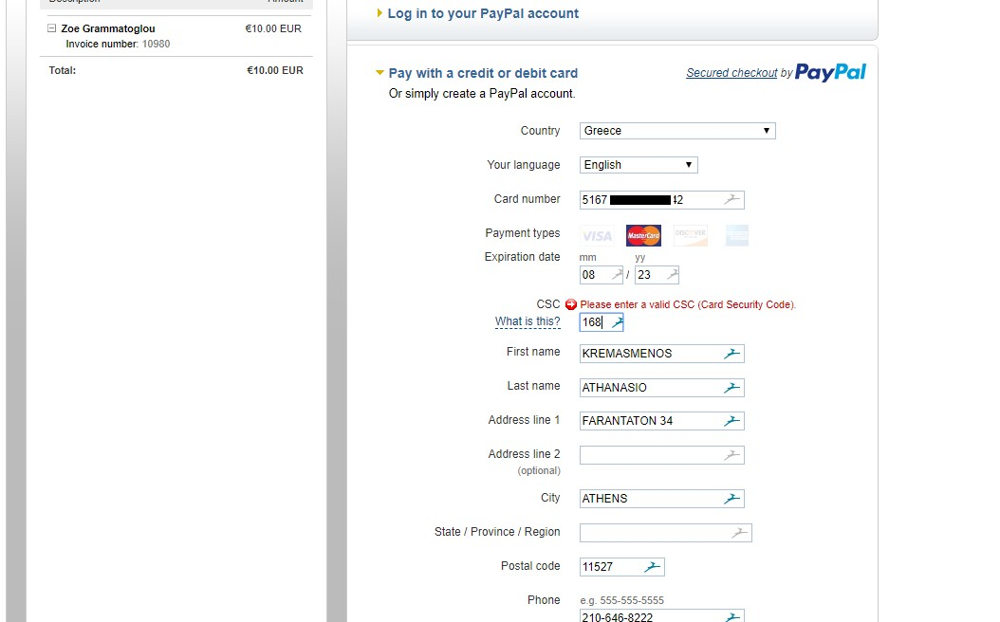 Description Amount
Zoe Grammatoglou €10.00 EUR
Invoice number: 10980
Total: €10.00 EUR
Log in to your PayPal account
Pay with a credit or debit card
Secured checkout by PayPal
Or simply create a PayPal account.
Country Greece
Your language English
Card number 5167 42
Payment types VISA MasterCard DISCOVER
Expiration date mm yy
08 / 23
CSC Please enter a valid CSC (Card Security Code).
What is this? 168
First name KREMASMENOS
Last name ATHANASIO
Address line 1 FARANTATON 34
Address line 2
(optional)
City ATHENS
State / Province / Region
Postal code 11527
Phone e.g. 555-555-5555
210-646-8222